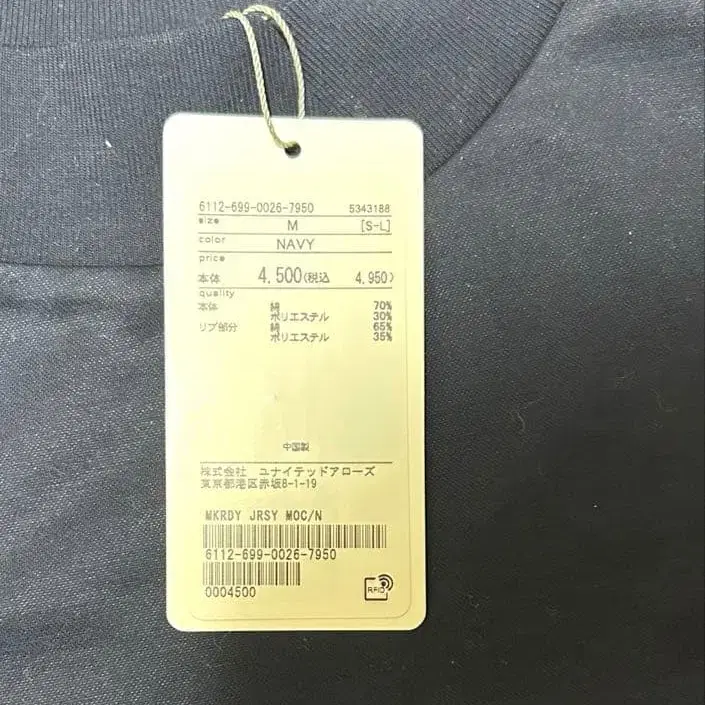 6112-699-0026-7950 5343188
size M [S-L]
color NAVY
price
本体 4.500(税込 4.950)
quality
本体 綿 70%
ポリエステル 30%
リブ部分 綿 65%
ポリエステル 35%
中国製
株式会社 ユナイテッドアローズ
東京都港区赤坂8-1-19
MKRDY JRSY MOC/N
6112-699-0026-7950
0004500
RFID